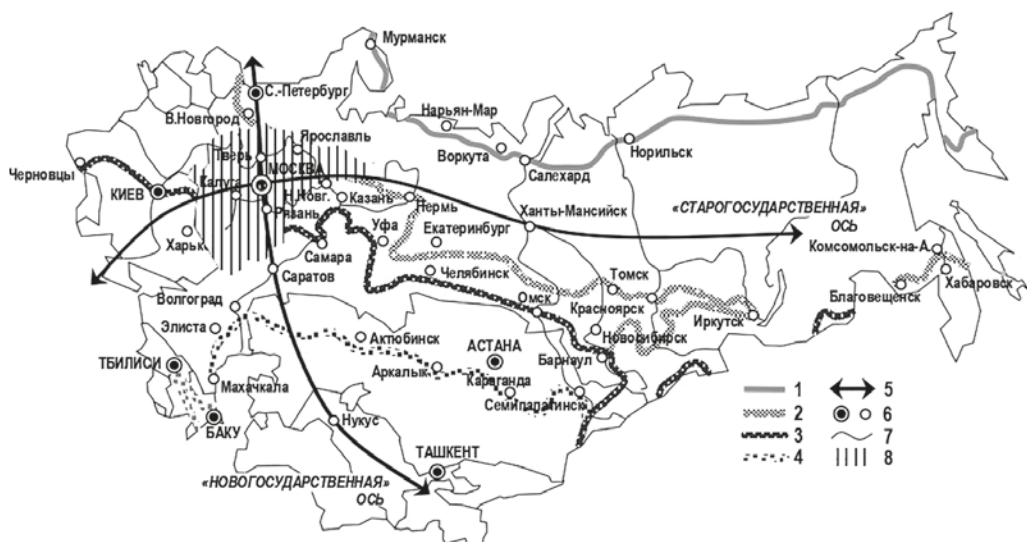 Мурманск
С.-Петербург
В.Новгород
Нарьян-Мар
Ярославль
Воркута
Норильск
Тверь
МОСКВА
Салехард
Черновцы
КИЕВ
Калуга
Н.Новг.
Казань
Пермь
Рязань
Ханты-Мансийск
«СТАРОГОСУДАРСТВЕННАЯ»
ОСЬ
Харьк
Уфа
Екатеринбург
Комсомольск-на-А.
Самара
Саратов
Челябинск
Томск
Хабаровск
Благовещенск
Волгоград
Омск
Красноярск
Иркутск
Элиста
Новосибирск
Актюбинск
АСТАНА
Барнаул
ТБИЛИСИ
Аркалык
Махачкала
Караганда
Семипалатинск
БАКУ
Нукус
ТАШКЕНТ
«НОВОГОСУДАРСТВЕННАЯ»
ОСЬ
1 5
2 6
3 7
4 8